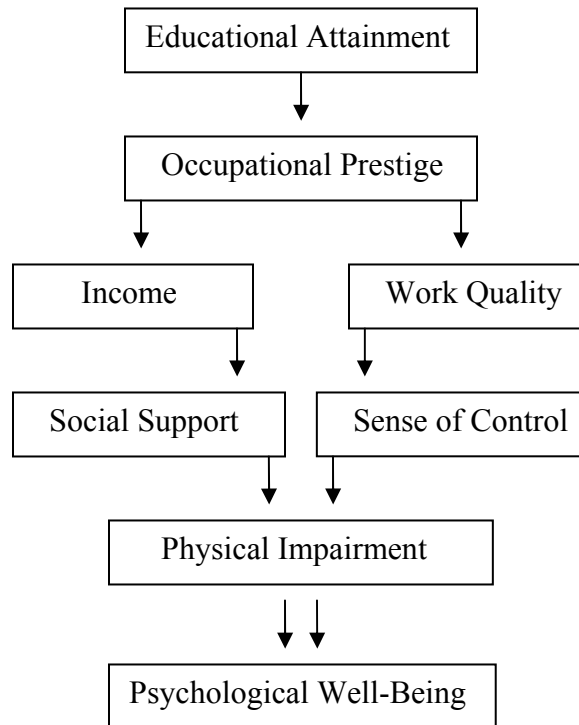 Educational Attainment
Occupational Prestige
Income
Work Quality
Social Support
Sense of Control
Physical Impairment
Psychological Well-Being